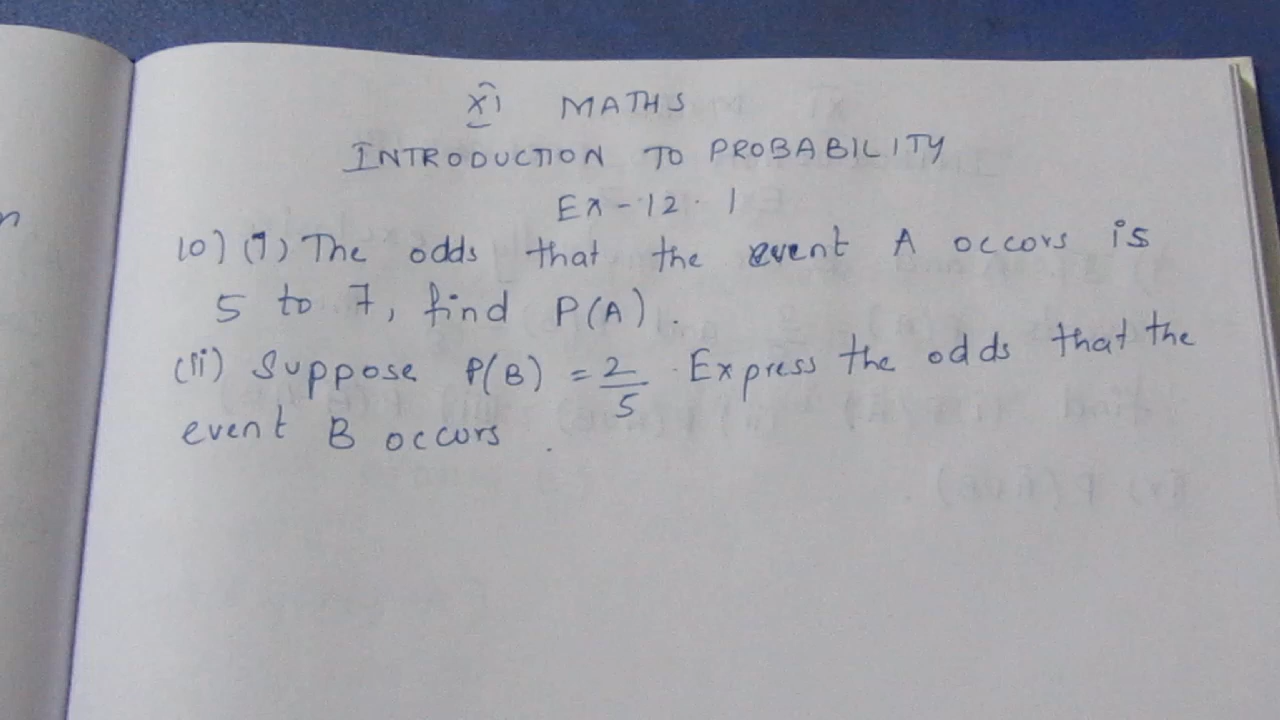 XI MATHS
INTRODUCTION TO PROBABILITY
Ex - 12.1
10) (i) The odds that the event A occors is
5 to 7, find P(A).
(ii) Suppose P(B) = 2/5. Express the odds that the
event B occurs.
n